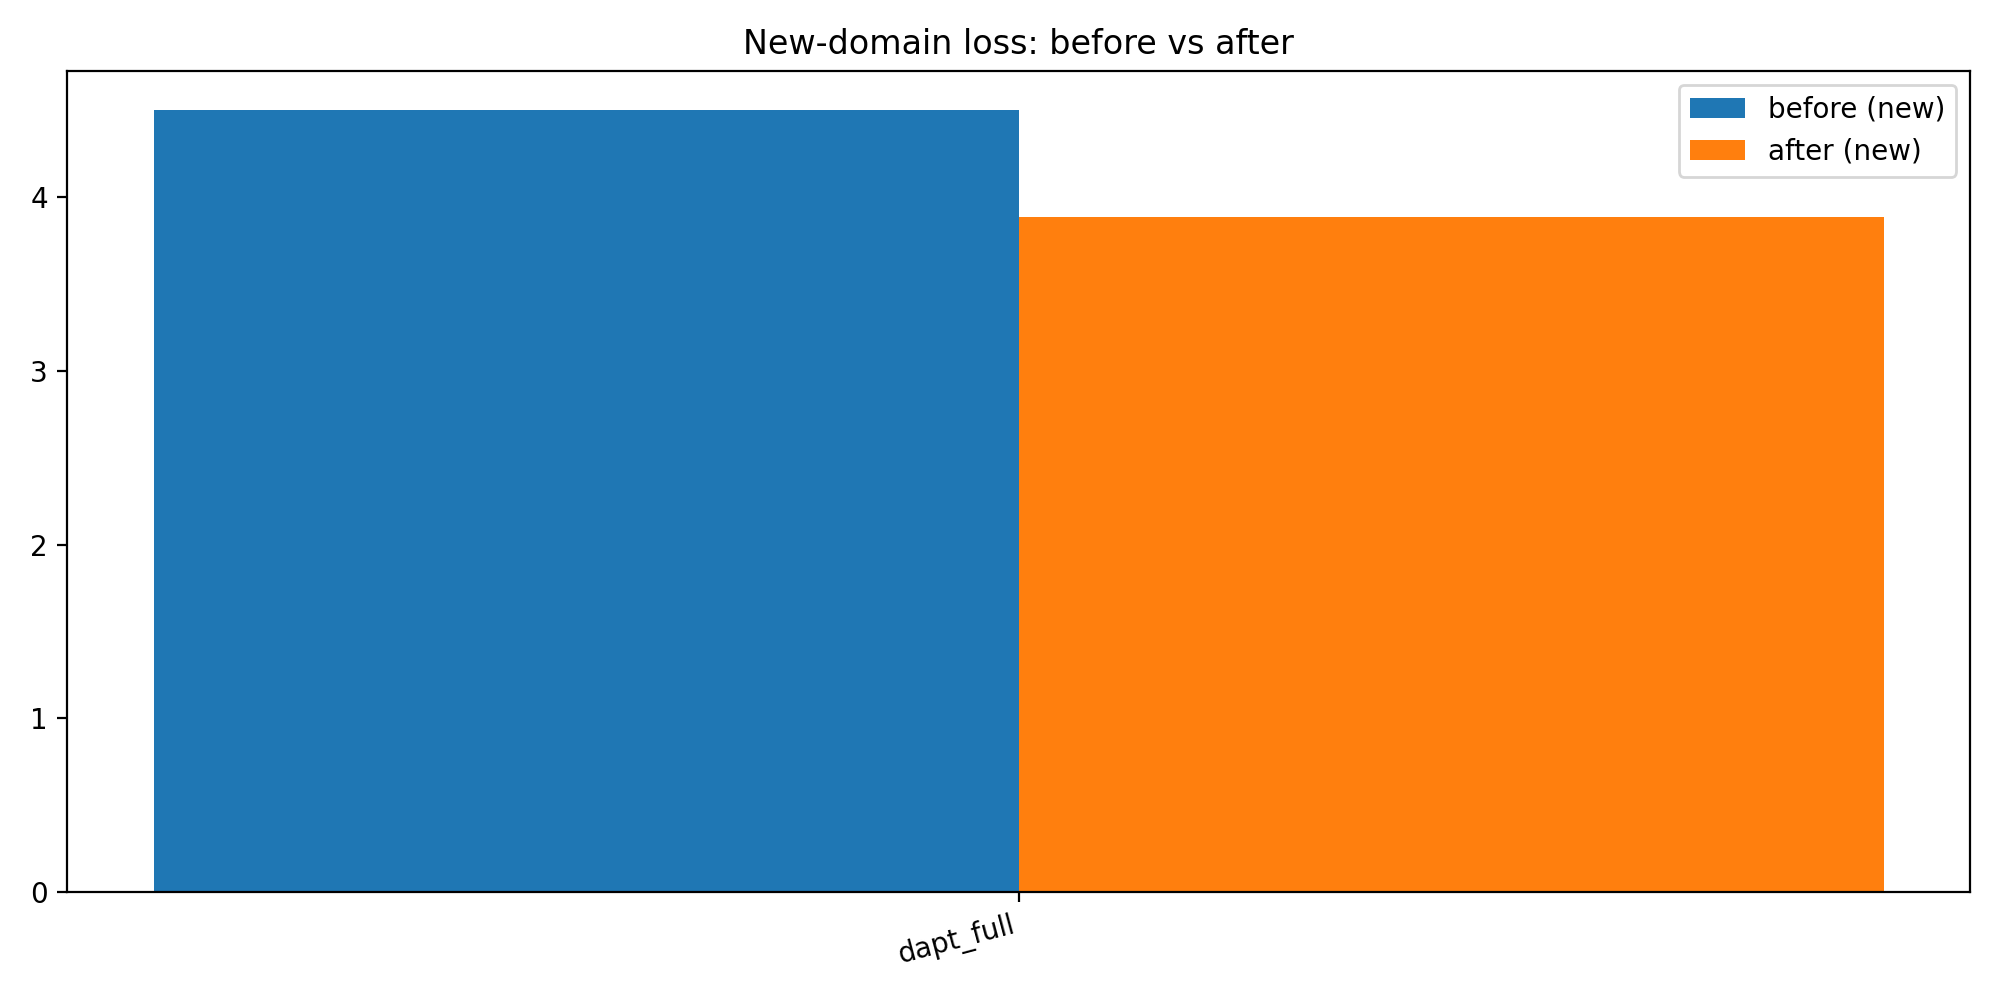 New-domain loss: before vs after
before (new)
after (new)
4
3
2
1
0
dapt_full